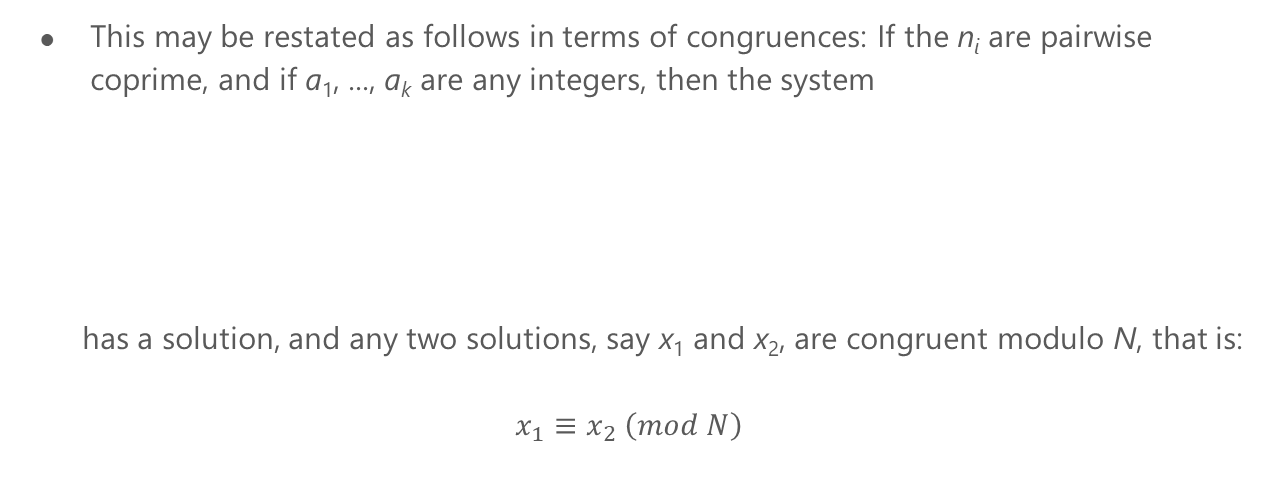 • This may be restated as follows in terms of congruences: If the nᵢ are pairwise
coprime, and if a₁, ..., aₖ are any integers, then the system
has a solution, and any two solutions, say x₁ and x₂, are congruent modulo N, that is:
x₁ ≡ x₂ (mod N)